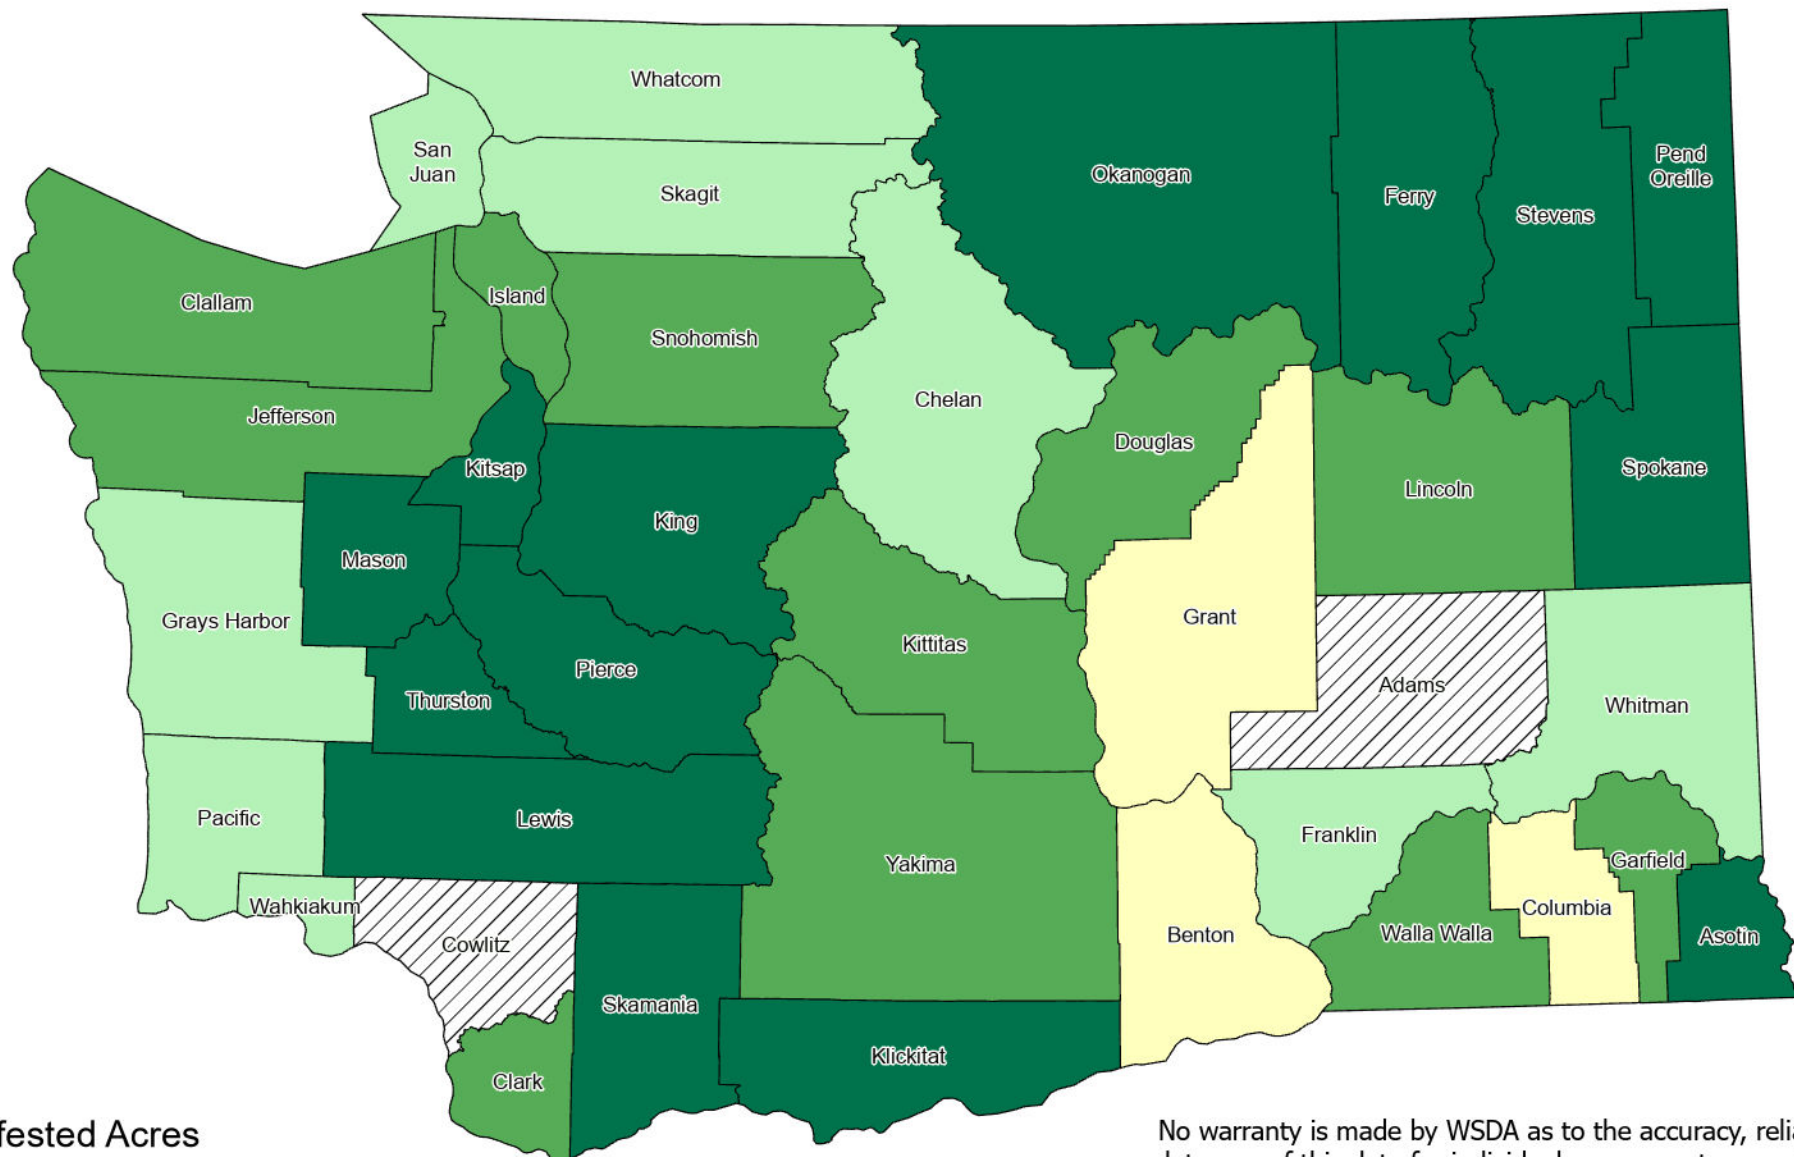 Whatcom
San
Juan
Skagit
Okanogan
Ferry
Stevens
Pend
Oreille
Clallam
Island
Snohomish
Chelan
Jefferson
Douglas
Kitsap
Lincoln
Spokane
King
Mason
Grays Harbor
Grant
Kittitas
Pierce
Adams
Thurston
Whitman
Pacific
Lewis
Franklin
Yakima
Garfield
Wahkiakum
Columbia
Cowlitz
Benton
Walla Walla
Asotin
Skamania
Klickitat
Clark
fested Acres
No warranty is made by WSDA as to the accuracy, relia